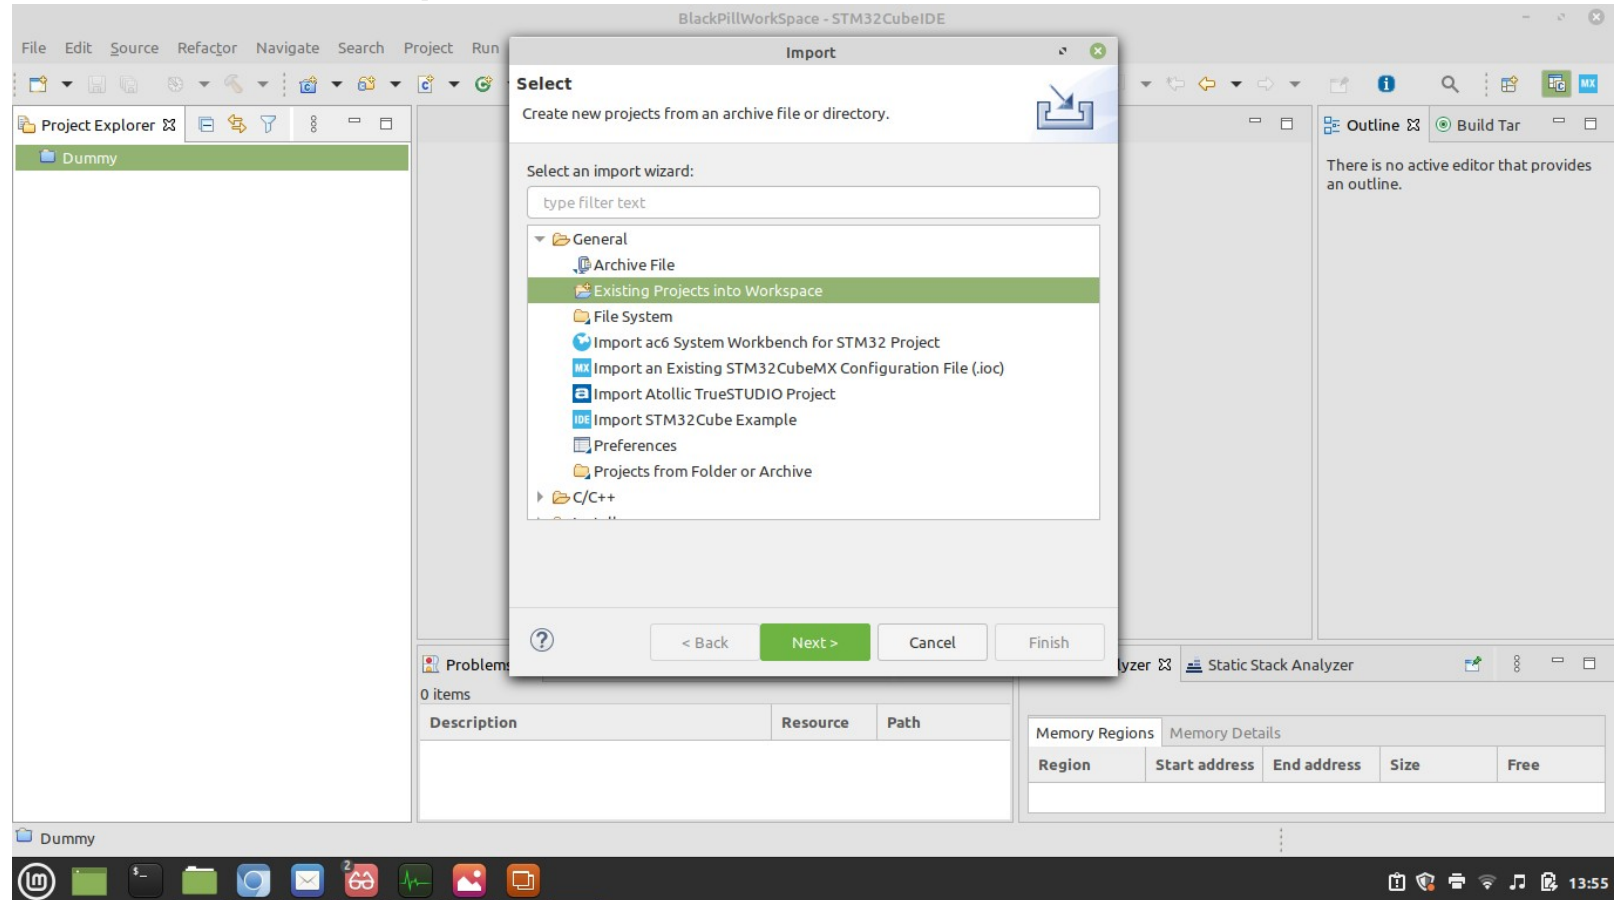 BlackPillWorkSpace - STM32CubeIDE
File Edit Source Refactor Navigate Search Project Run
Import
Select
Create new projects from an archive file or directory.
Project Explorer
Outline
Build Tar
Dummy
There is no active editor that provides
an outline.
Select an import wizard:
type filter text
General
Archive File
Existing Projects into Workspace
File System
Import ac6 System Workbench for STM32 Project
MX Import an Existing STM32CubeMX Configuration File (.ioc)
Import Atollic TrueSTUDIO Project
IDE Import STM32Cube Example
Preferences
Projects from Folder or Archive
C/C++
< Back Next > Cancel Finish
Problems
lyzer Static Stack Analyzer
0 items
Description Resource Path
Memory Regions Memory Details
Region Start address End address Size Free
Dummy
2
13:55